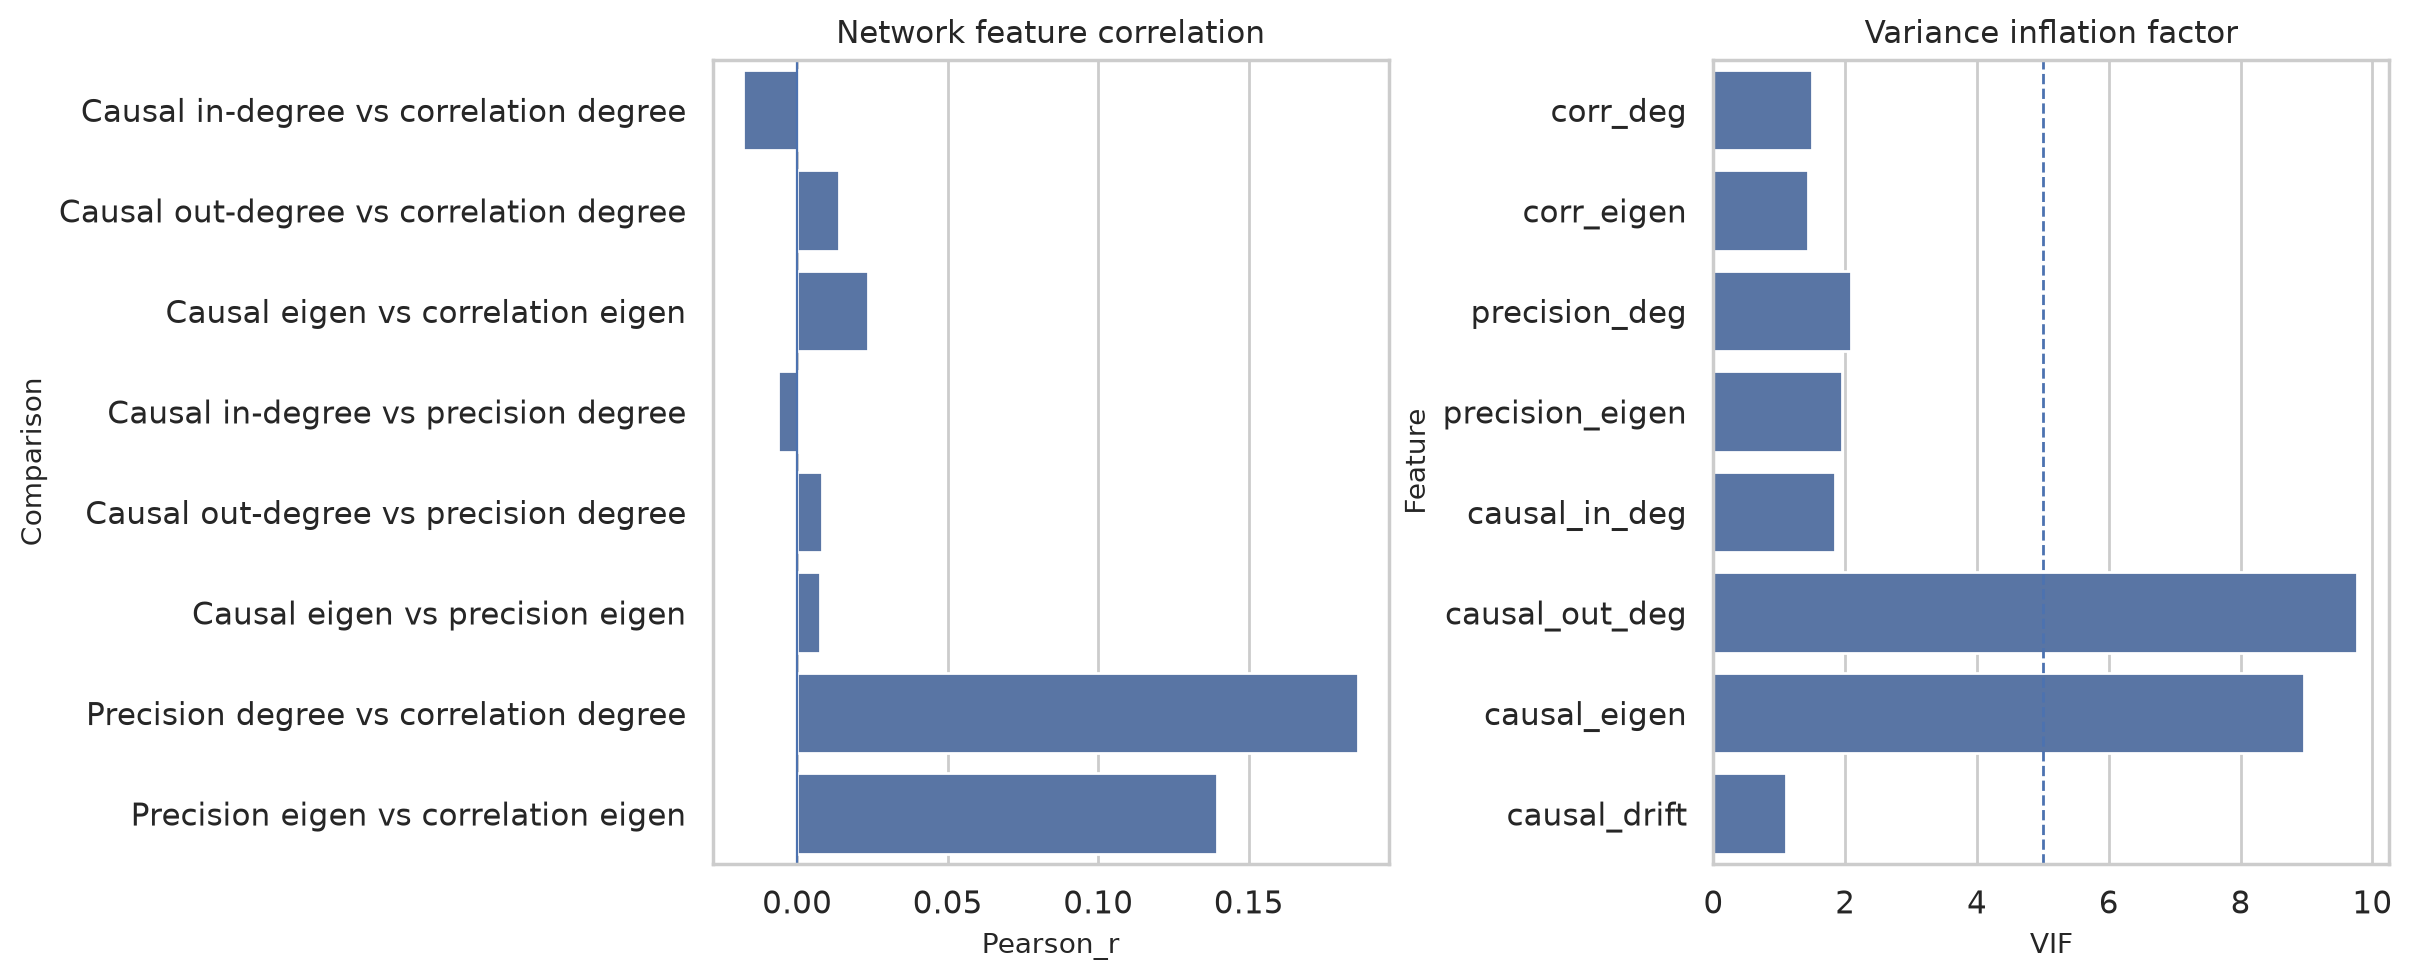 Network feature correlation
Comparison
Causal in-degree vs correlation degree
Causal out-degree vs correlation degree
Causal eigen vs correlation eigen
Causal in-degree vs precision degree
Causal out-degree vs precision degree
Causal eigen vs precision eigen
Precision degree vs correlation degree
Precision eigen vs correlation eigen
0.00 0.05 0.10 0.15
Pearson_r
Variance inflation factor
Feature
corr_deg
corr_eigen
precision_deg
precision_eigen
causal_in_deg
causal_out_deg
causal_eigen
causal_drift
0 2 4 6 8 10
VIF